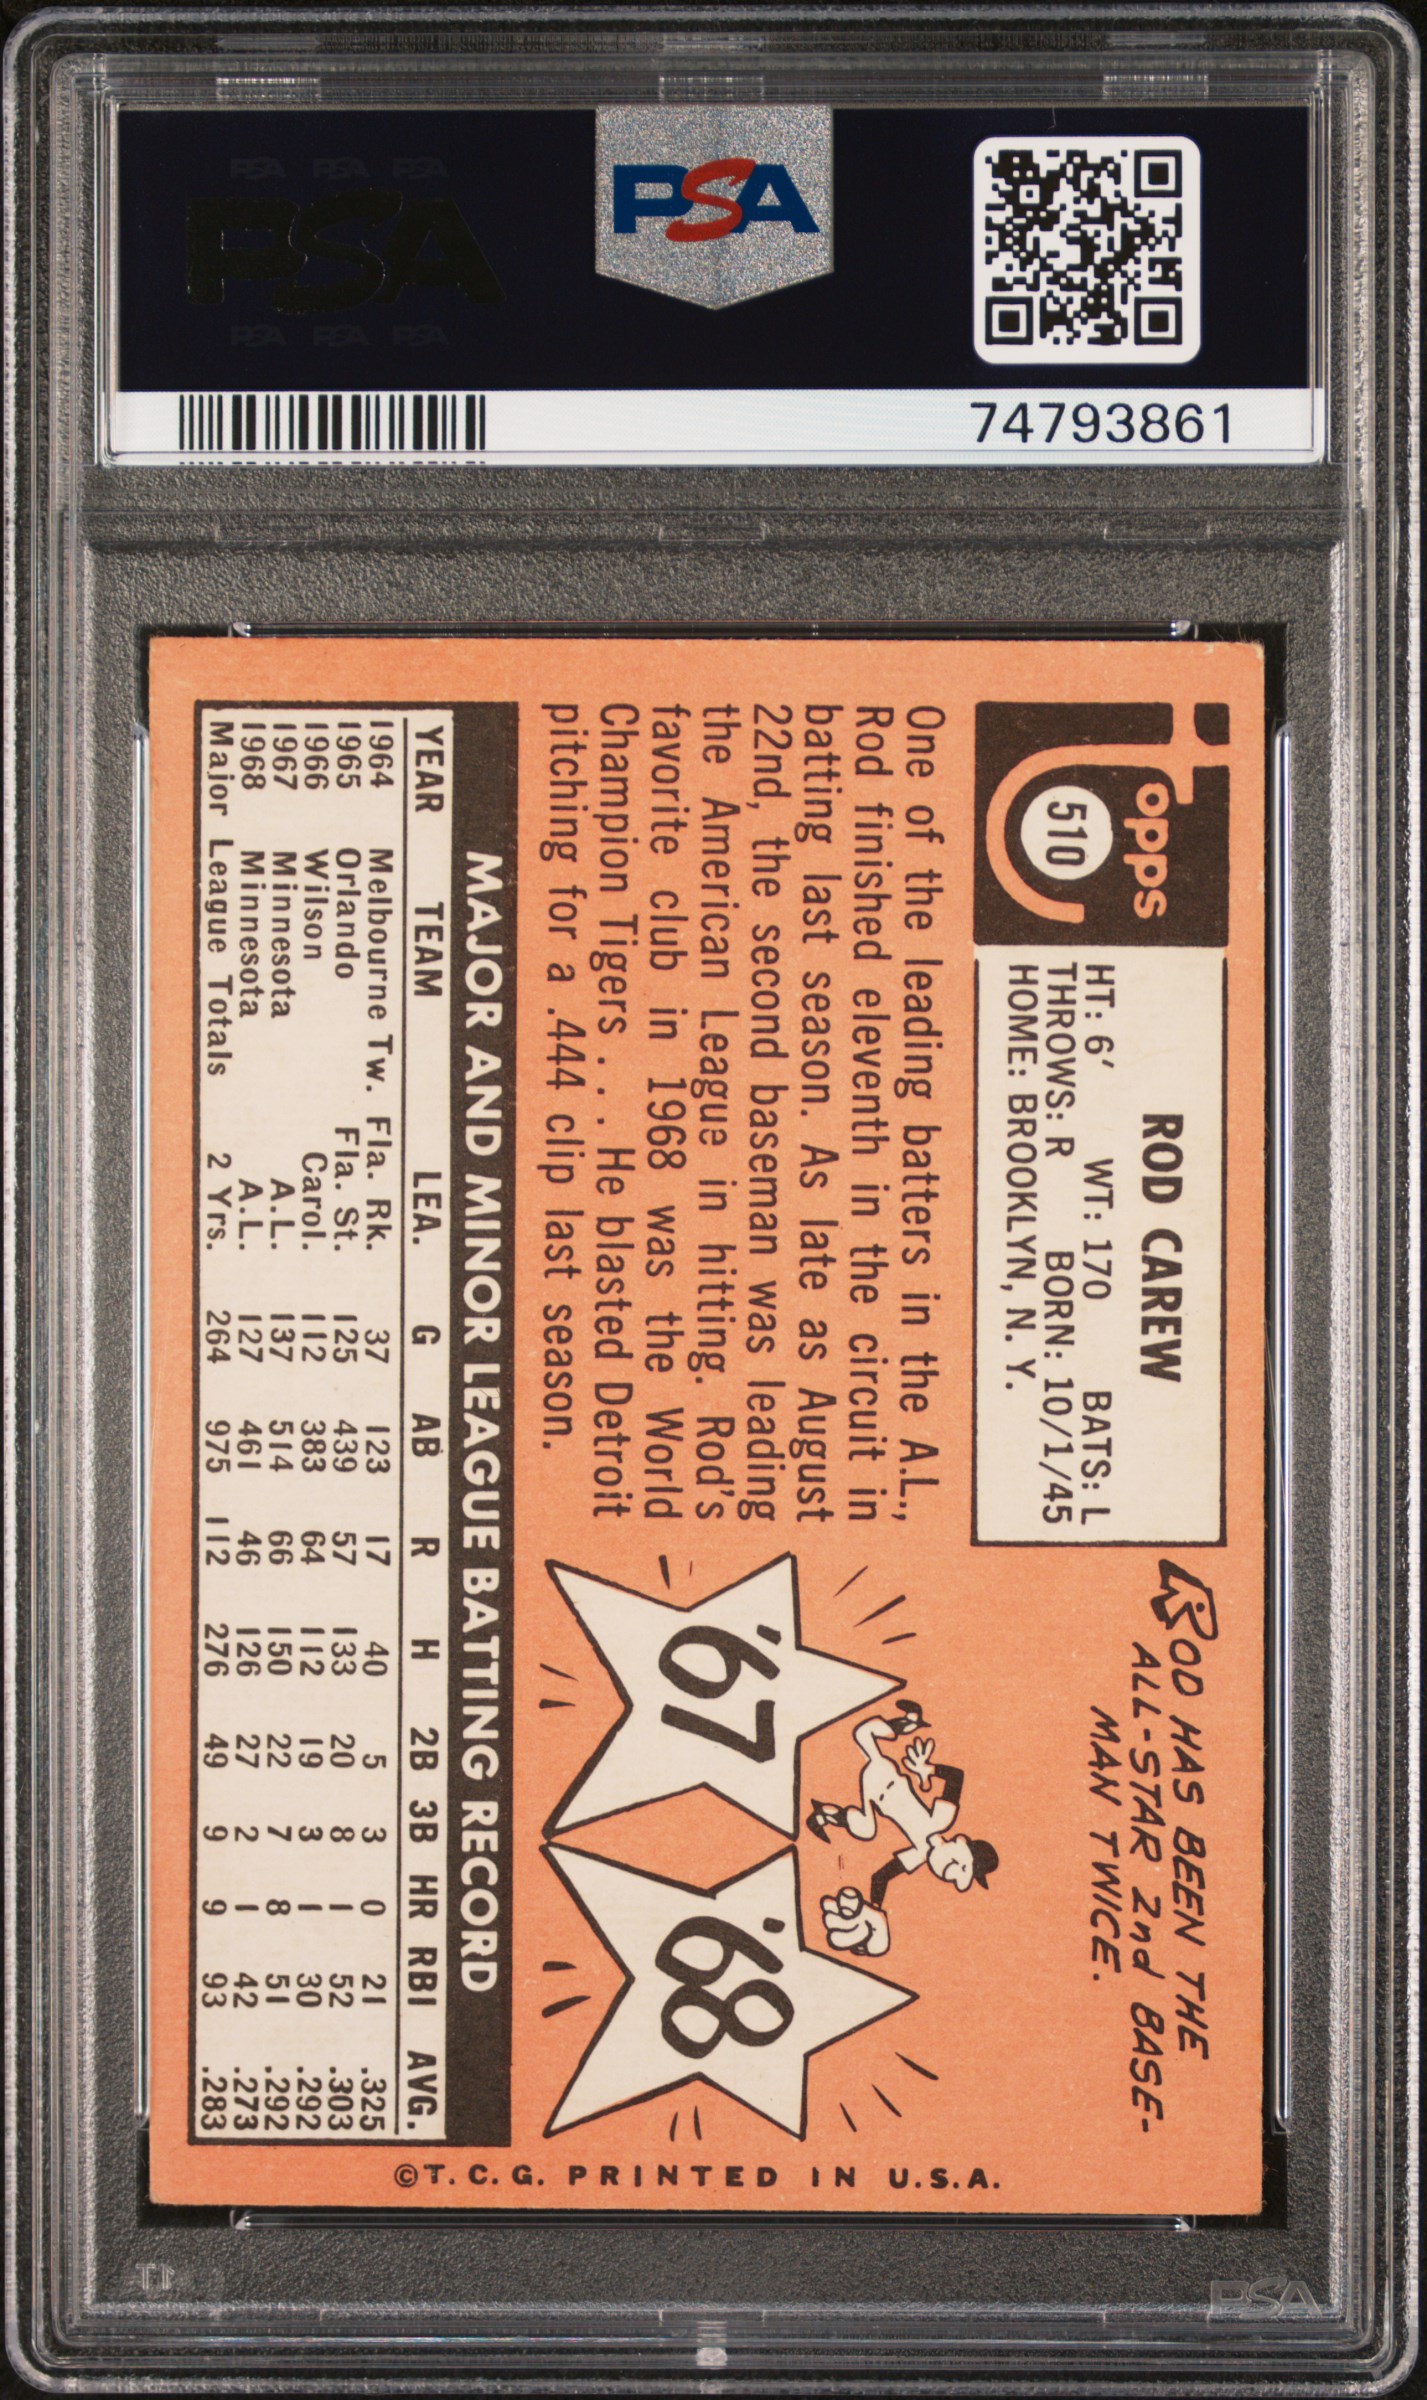 PSA PSA PSA
PSA
PSA PSA PSA
PSA
74793861
Topps
510
ROD CAREW
HT: 6' WT: 170 BATS: L
THROWS: R BORN: 10/1/45
HOME: BROOKLYN, N. Y.
One of the leading batters in the A.L.,
Rod finished eleventh in the circuit in
batting last season. As late as August
22nd, the second baseman was leading
the American League in hitting. Rod's
favorite club in 1968 was the World
Champion Tigers . . . He blasted Detroit
pitching for a .444 clip last season.
ROD HAS BEEN THE
ALL-STAR 2nd BASE-
MAN TWICE.
'67 '68
MAJOR AND MINOR LEAGUE BATTING RECORD
YEAR TEAM LEA. G AB R H 2B 3B HR RBI AVG.
1964 Melbourne Tw. Fla. Rk. 37 123 17 40 5 3 0 21 .325
1965 Orlando Fla. St. 125 439 57 133 20 8 1 52 .303
1966 Wilson Carol. 112 383 64 112 19 3 1 30 .292
1967 Minnesota A.L. 137 514 66 150 22 7 8 51 .292
1968 Minnesota A.L. 127 461 46 126 27 2 1 42 .273
Major League Totals 2 Yrs. 264 975 112 276 49 9 9 93 .283
©T. C. G. PRINTED IN U.S.A.
PSA